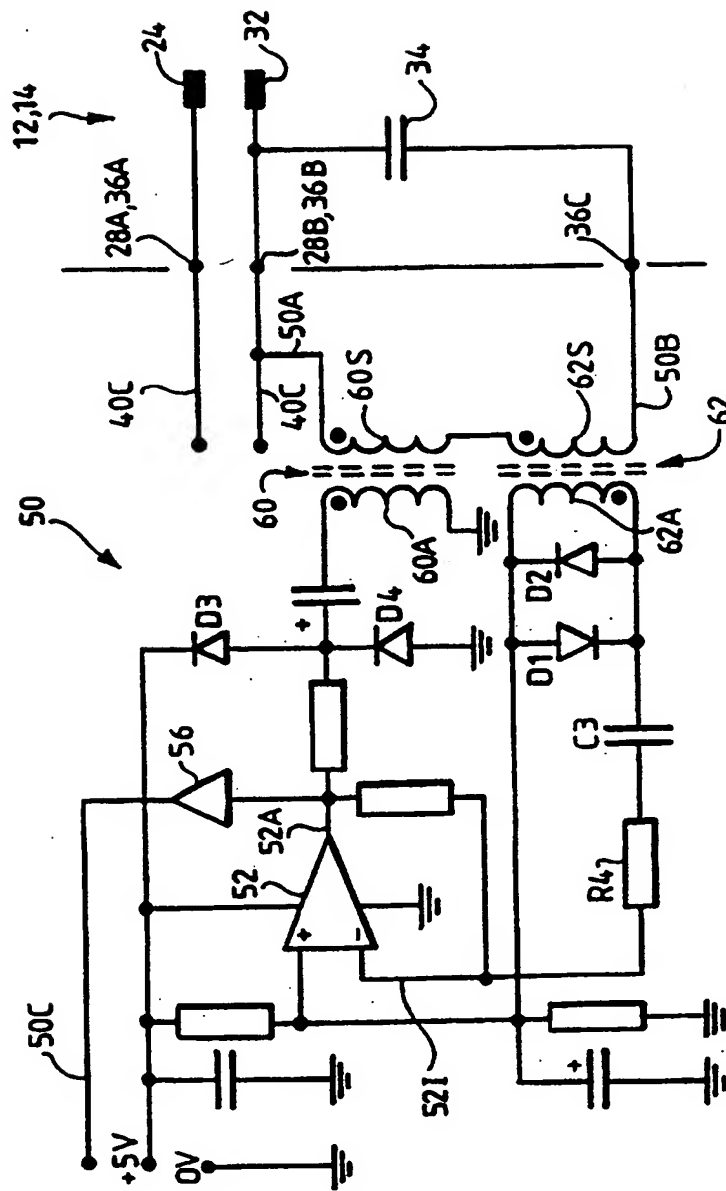 50
50C
+5V
0V
56
52
52A
+
-
52I
R4
C3
D1
D2
D3
D4
+
+
60
60A
60S
62A
62S
62
40C
40C
50A
50B
28A,36A
28B,36B
36C
12,14
24
32
34